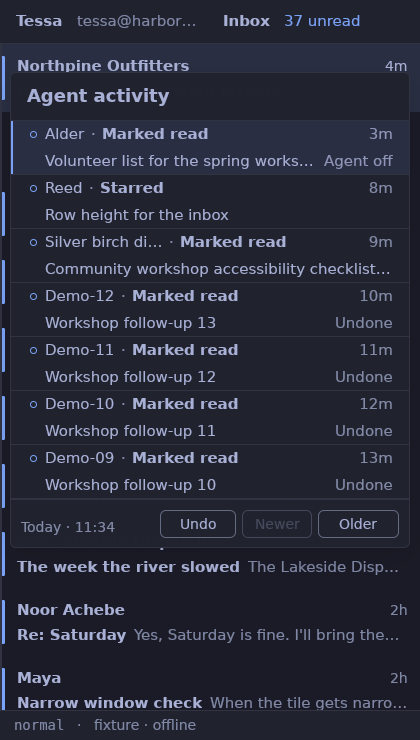 Tessa tessa@harbor… Inbox 37 unread
Northpine Outfitters 4m
Agent activity
Alder · Marked read 3m
Volunteer list for the spring works… Agent off
Reed · Starred 8m
Row height for the inbox
Silver birch di… · Marked read 9m
Community workshop accessibility checklist…
Demo-12 · Marked read 10m
Workshop follow-up 13 Undone
Demo-11 · Marked read 11m
Workshop follow-up 12 Undone
Demo-10 · Marked read 12m
Workshop follow-up 11 Undone
Demo-09 · Marked read 13m
Workshop follow-up 10 Undone
Today · 11:34 Undo Newer Older
The week the river slowed The Lakeside Disp…
Noor Achebe 2h
Re: Saturday Yes, Saturday is fine. I'll bring the…
Maya 2h
Narrow window check When the tile gets narro…
normal · fixture · offline